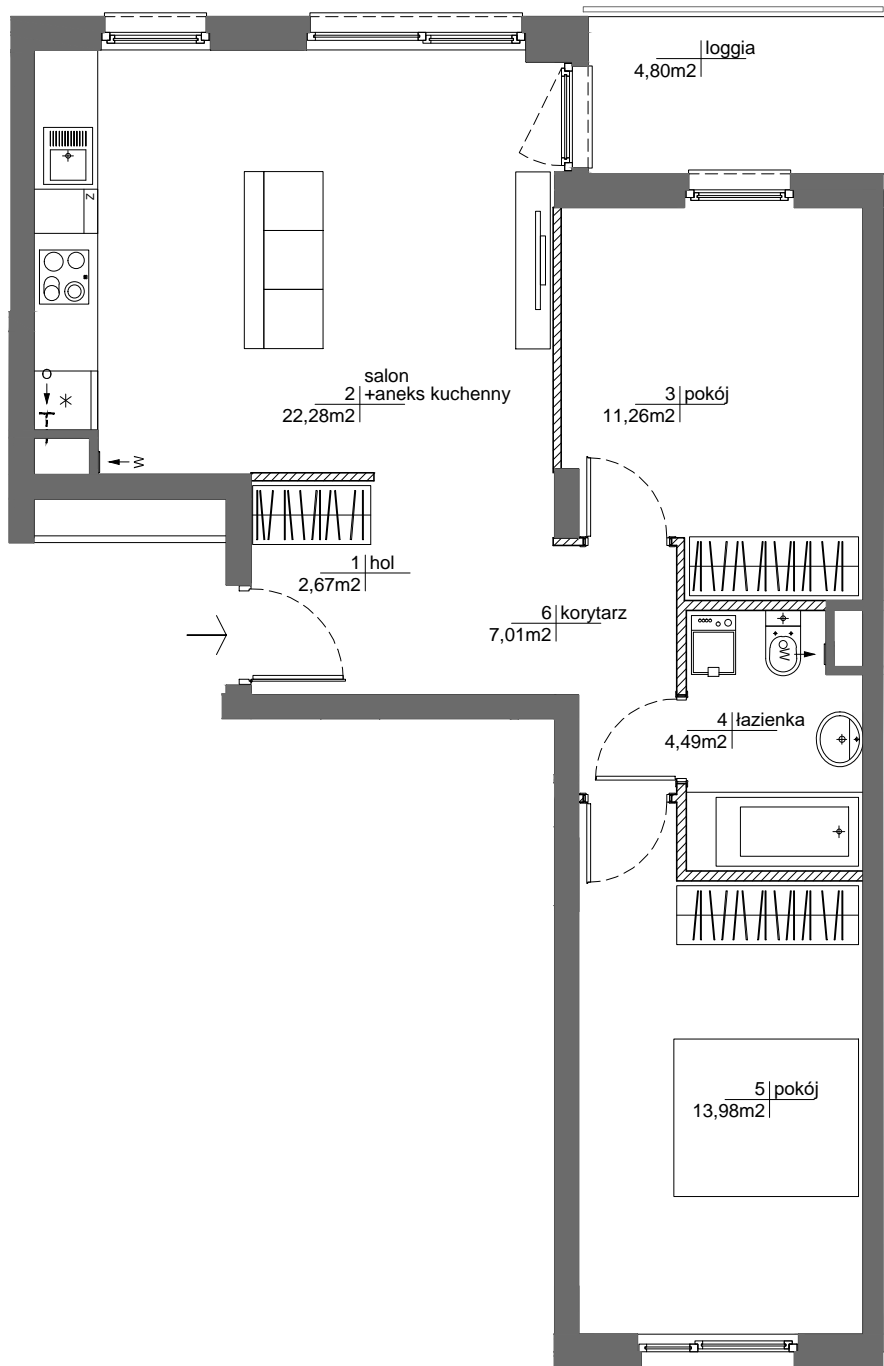 loggia
4,80m2
Z
salon
2 +aneks kuchenny
22,28m2
3 pokój
11,26m2
O
W
1 hol
2,67m2
6 korytarz
7,01m2
OW
4 łazienka
4,49m2
5 pokój
13,98m2